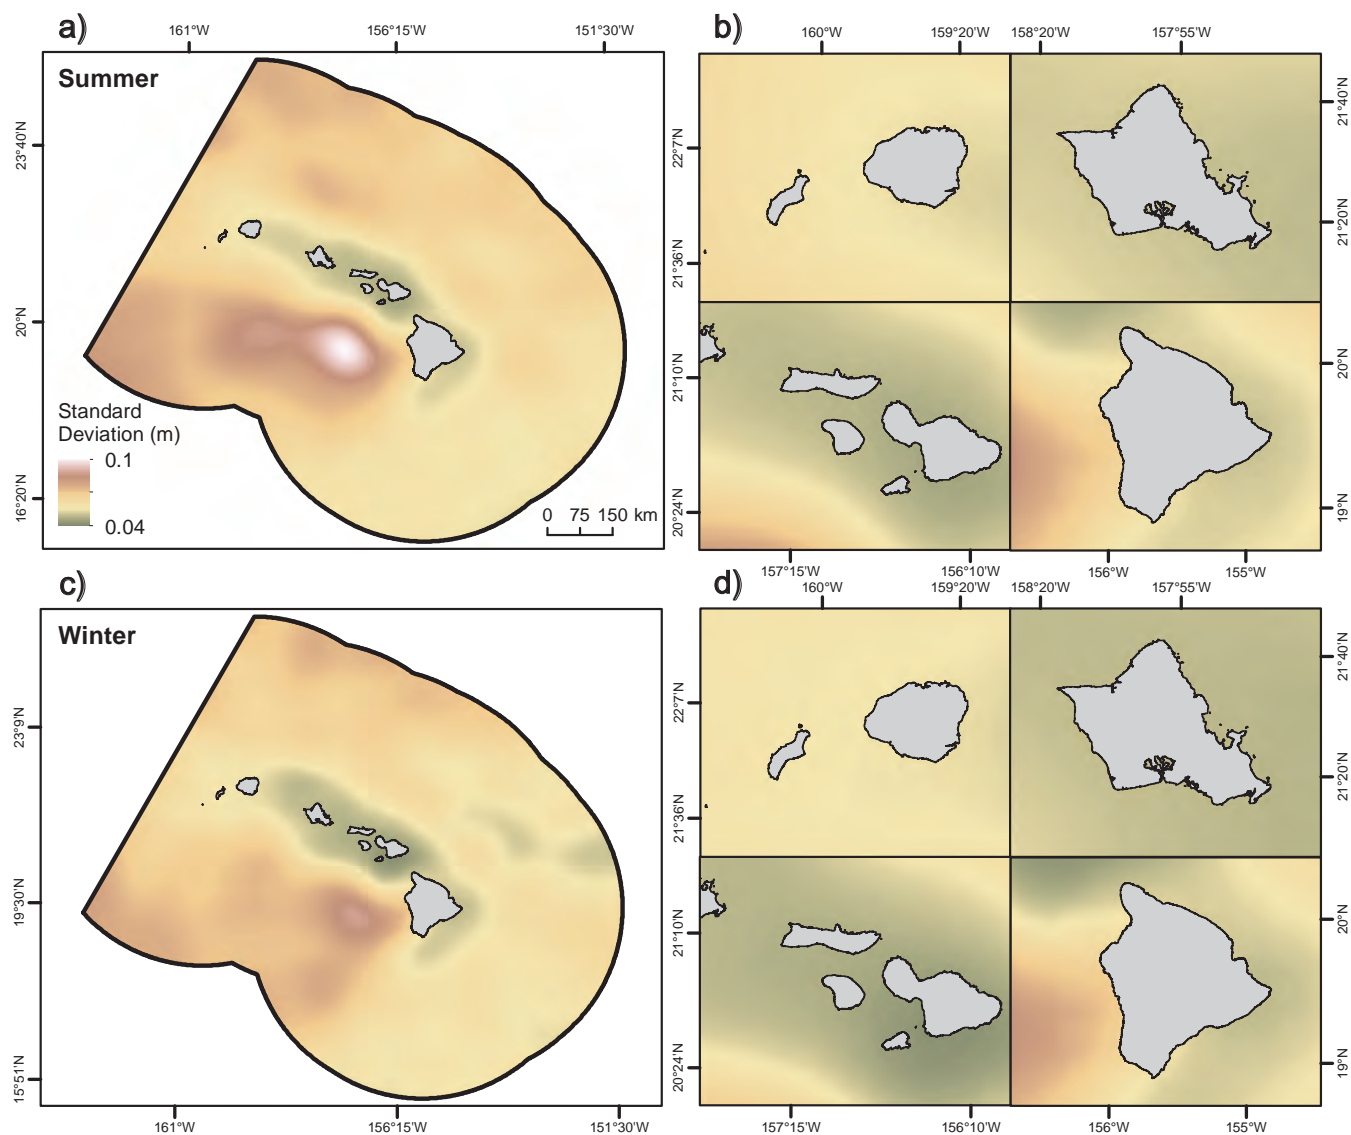 a)
161°W 156°15'W 151°30'W
Summer
23°40'N
20°N
16°20'N
Standard
Deviation (m)
0.1
0.04
0 75 150 km
b)
160°W 159°20'W 158°20'W 157°55'W
22°7'N
21°36'N
21°40'N
21°20'N
21°10'N
20°24'N
20°N
19°N
157°15'W 156°10'W 156°W 155°W
c)
Winter
23°9'N
19°30'N
15°51'N
161°W 156°15'W 151°30'W
d)
160°W 159°20'W 158°20'W 157°55'W
22°7'N
21°36'N
21°40'N
21°20'N
21°10'N
20°24'N
20°N
19°N
157°15'W 156°10'W 156°W 155°W